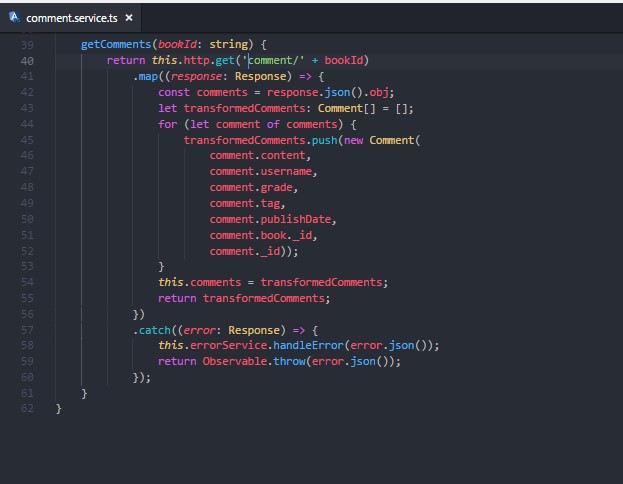 comment.service.ts ×
39 getComments(bookId: string) {
40 return this.http.get('comment/' + bookId)
41 .map((response: Response) => {
42 const comments = response.json().obj;
43 let transformedComments: Comment[] = [];
44 for (let comment of comments) {
45 transformedComments.push(new Comment(
46 comment.content,
47 comment.username,
48 comment.grade,
49 comment.tag,
50 comment.publishDate,
51 comment.book._id,
52 comment._id));
53 }
54 this.comments = transformedComments;
55 return transformedComments;
56 })
57 .catch((error: Response) => {
58 this.errorService.handleError(error.json());
59 return Observable.throw(error.json());
60 });
61 }
62 }